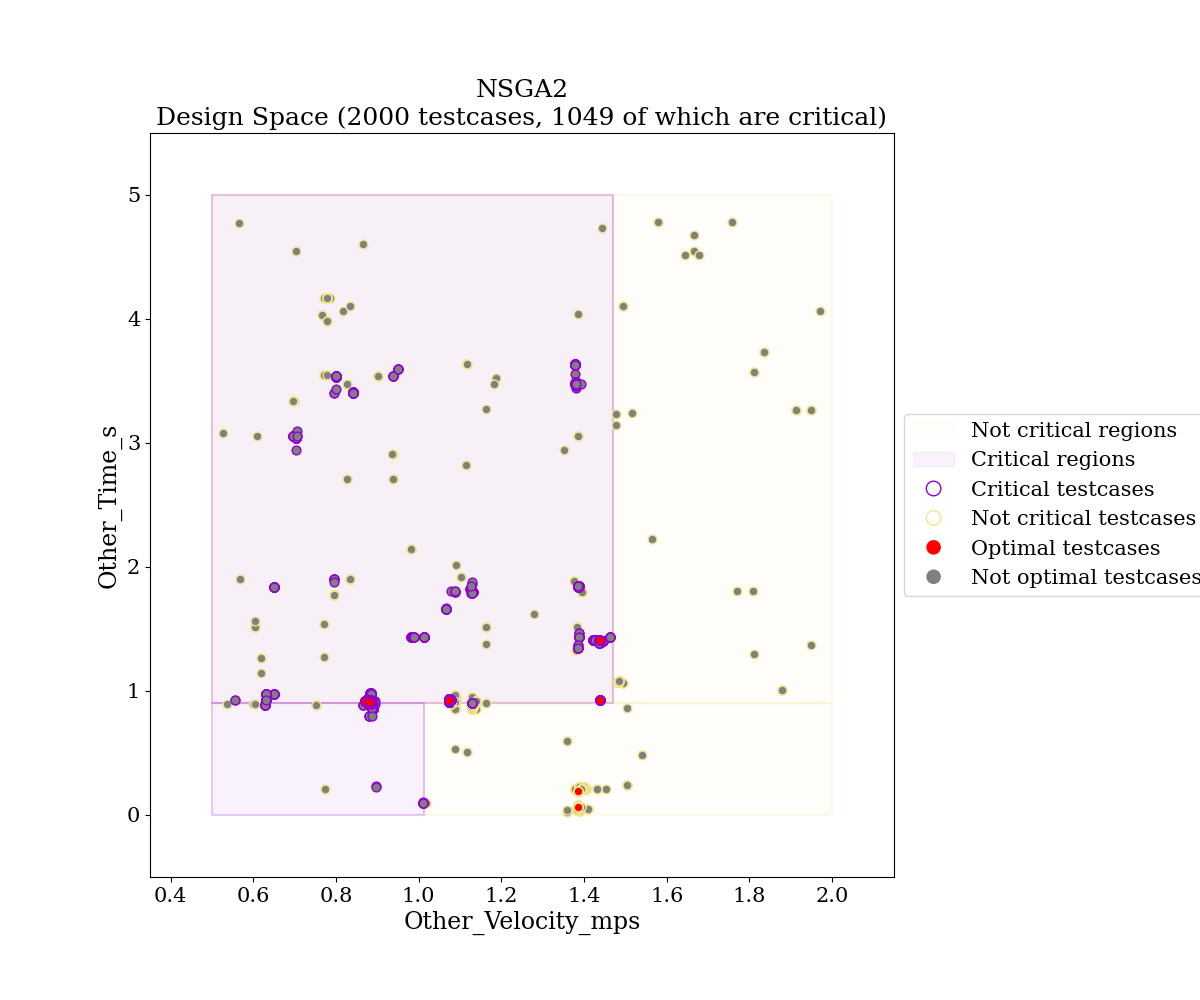 NSGA2
Design Space (2000 testcases, 1049 of which are critical)
Other_Time_s
5
4
3
2
1
0
0.4 0.6 0.8 1.0 1.2 1.4 1.6 1.8 2.0
Other_Velocity_mps
Not critical regions
Critical regions
Critical testcases
Not critical testcases
Optimal testcases
Not optimal testcases